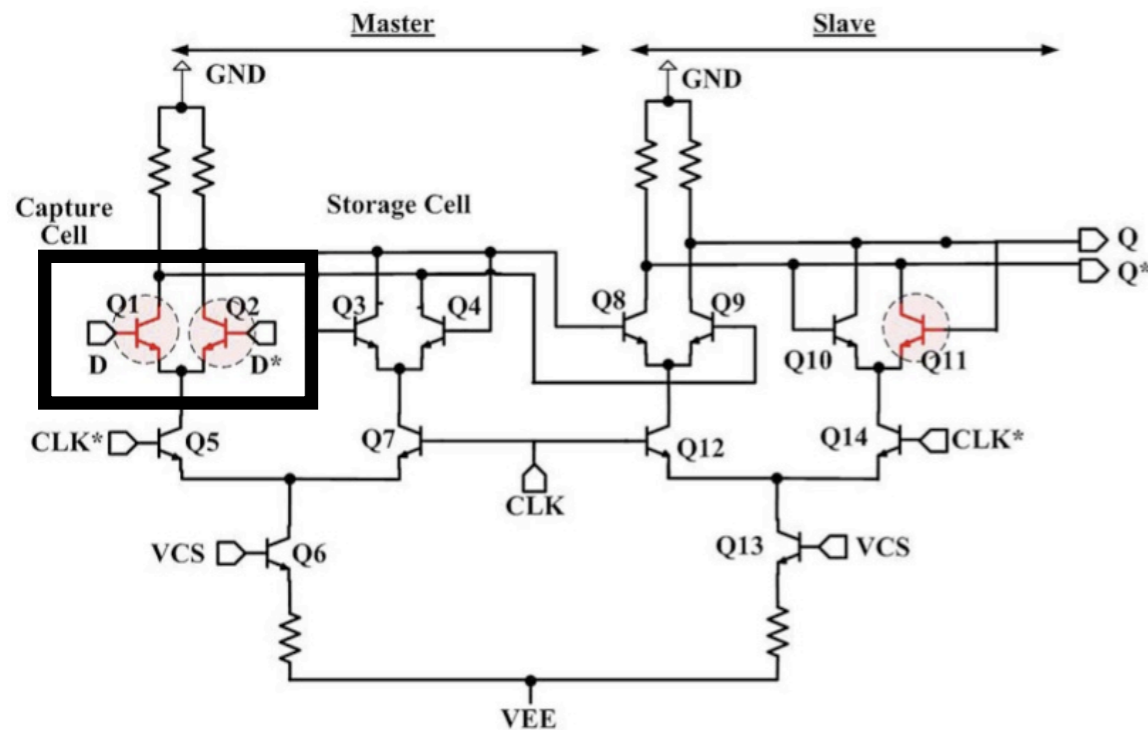 Master
Slave
GND
GND
Capture
Cell
Storage Cell
Q
Q*
Q1
Q2
Q3
Q4
Q8
Q9
Q10
Q11
D
D*
CLK*
Q5
Q7
Q12
Q14
CLK*
CLK
VCS
Q6
Q13
VCS
VEE